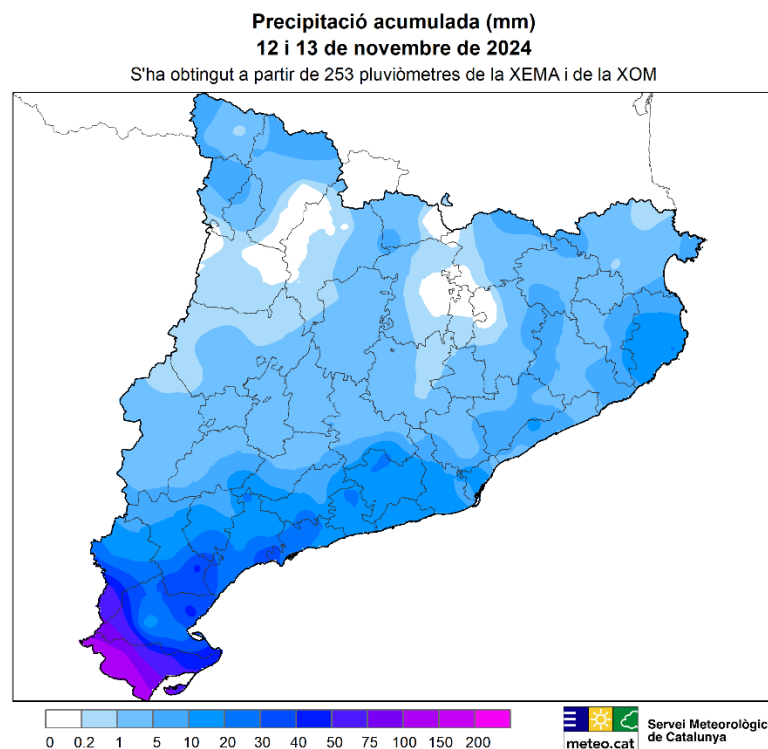 Precipitació acumulada (mm)
12 i 13 de novembre de 2024
S'ha obtingut a partir de 253 pluviòmetres de la XEMA i de la XOM
0 0.2 1 5 10 20 30 40 50 75 100 150 200
meteo.cat
Servei Meteorològic
de Catalunya